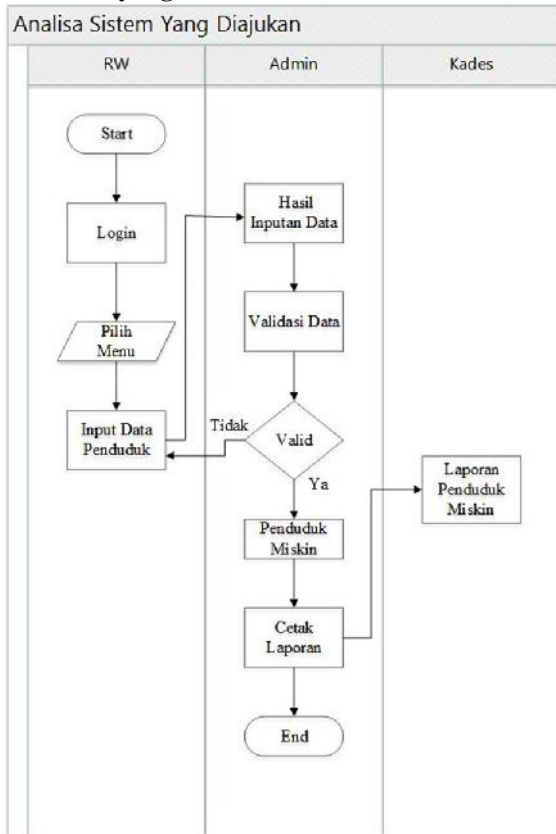 Analisa Sistem Yang Diajukan
RW
Admin
Kades
Start
Login
Pilih
Menu
Input Data
Penduduk
Hasil
Inputan Data
Validasi Data
Tidak
Valid
Ya
Penduduk
Miskin
Cetak
Laporan
End
Laporan
Penduduk
Miskin